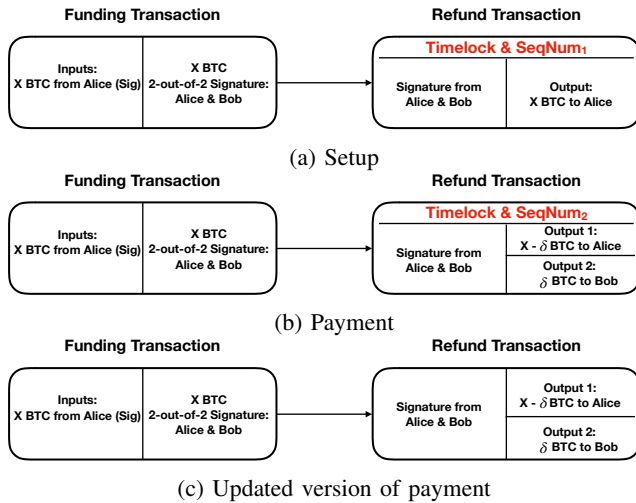 Funding Transaction
Refund Transaction
Inputs:
X BTC from Alice (Sig)
X BTC
2-out-of-2 Signature:
Alice & Bob
Timelock & SeqNum₁
Signature from
Alice & Bob
Output:
X BTC to Alice
(a) Setup
Funding Transaction
Refund Transaction
Inputs:
X BTC from Alice (Sig)
X BTC
2-out-of-2 Signature:
Alice & Bob
Timelock & SeqNum₂
Signature from
Alice & Bob
Output 1:
X - δ BTC to Alice
Output 2:
δ BTC to Bob
(b) Payment
Funding Transaction
Refund Transaction
Inputs:
X BTC from Alice (Sig)
X BTC
2-out-of-2 Signature:
Alice & Bob
Signature from
Alice & Bob
Output 1:
X - δ BTC to Alice
Output 2:
δ BTC to Bob
(c) Updated version of payment